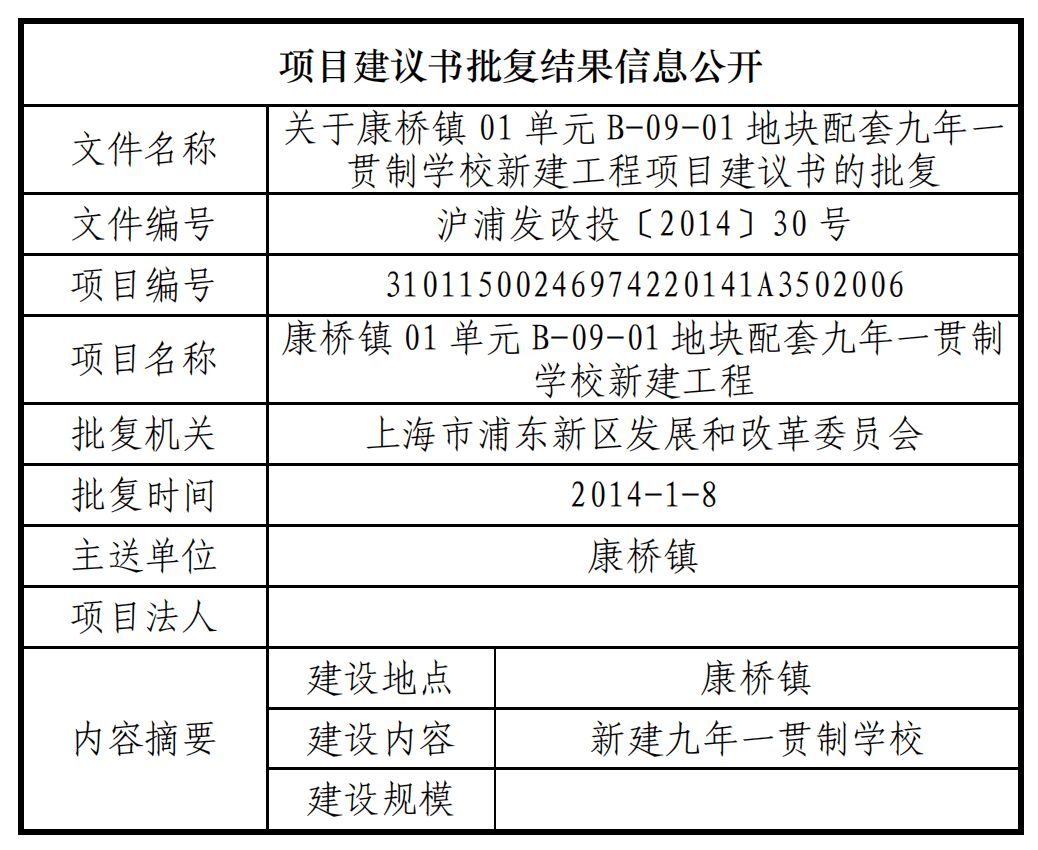 项目建议书批复结果信息公开
文件名称
关于康桥镇 01 单元 B-09-01 地块配套九年一
贯制学校新建工程项目建议书的批复
文件编号
沪浦发改投〔2014〕30 号
项目编号
31011500246974220141A3502006
项目名称
康桥镇 01 单元 B-09-01 地块配套九年一贯制
学校新建工程
批复机关
上海市浦东新区发展和改革委员会
批复时间
2014-1-8
主送单位
康桥镇
项目法人
内容摘要
建设地点
康桥镇
建设内容
新建九年一贯制学校
建设规模